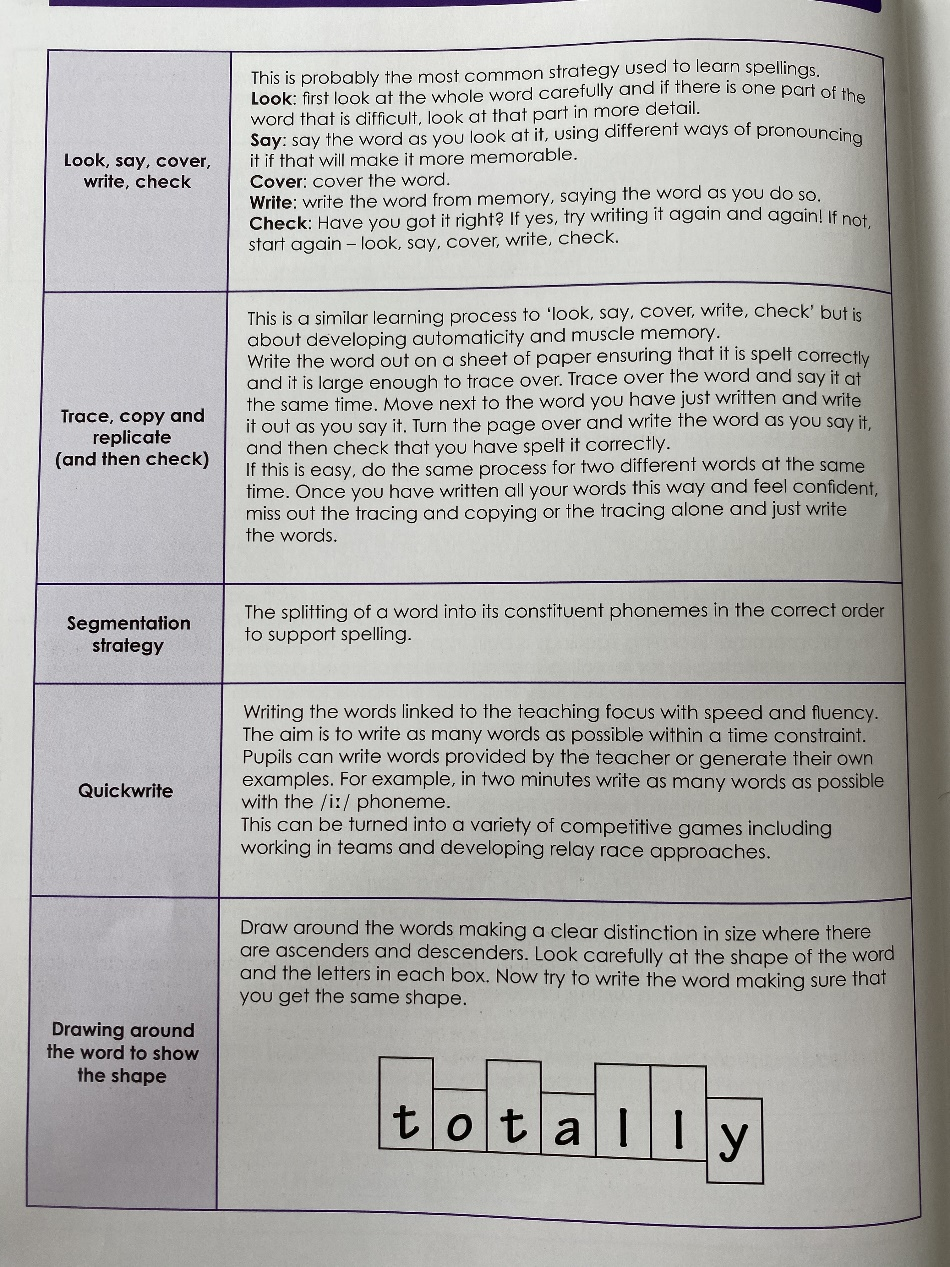 Look, say, cover,
write, check
This is probably the most common strategy used to learn spellings.
Look: first look at the whole word carefully and if there is one part of the
word that is difficult, look at that part in more detail.
Say: say the word as you look at it, using different ways of pronouncing
it if that will make it more memorable.
Cover: cover the word.
Write: write the word from memory, saying the word as you do so.
Check: Have you got it right? If yes, try writing it again and again! If not,
start again – look, say, cover, write, check.
Trace, copy and
replicate
(and then check)
This is a similar learning process to ‘look, say, cover, write, check’ but is
about developing automaticity and muscle memory.
Write the word out on a sheet of paper ensuring that it is spelt correctly
and it is large enough to trace over. Trace over the word and say it at
the same time. Move next to the word you have just written and write
it out as you say it. Turn the page over and write the word as you say it,
and then check that you have spelt it correctly.
If this is easy, do the same process for two different words at the same
time. Once you have written all your words this way and feel confident,
miss out the tracing and copying or the tracing alone and just write
the words.
Segmentation
strategy
The splitting of a word into its constituent phonemes in the correct order
to support spelling.
Quickwrite
Writing the words linked to the teaching focus with speed and fluency.
The aim is to write as many words as possible within a time constraint.
Pupils can write words provided by the teacher or generate their own
examples. For example, in two minutes write as many words as possible
with the /iː/ phoneme.
This can be turned into a variety of competitive games including
working in teams and developing relay race approaches.
Drawing around
the word to show
the shape
Draw around the words making a clear distinction in size where there
are ascenders and descenders. Look carefully at the shape of the word
and the letters in each box. Now try to write the word making sure that
you get the same shape.
totally